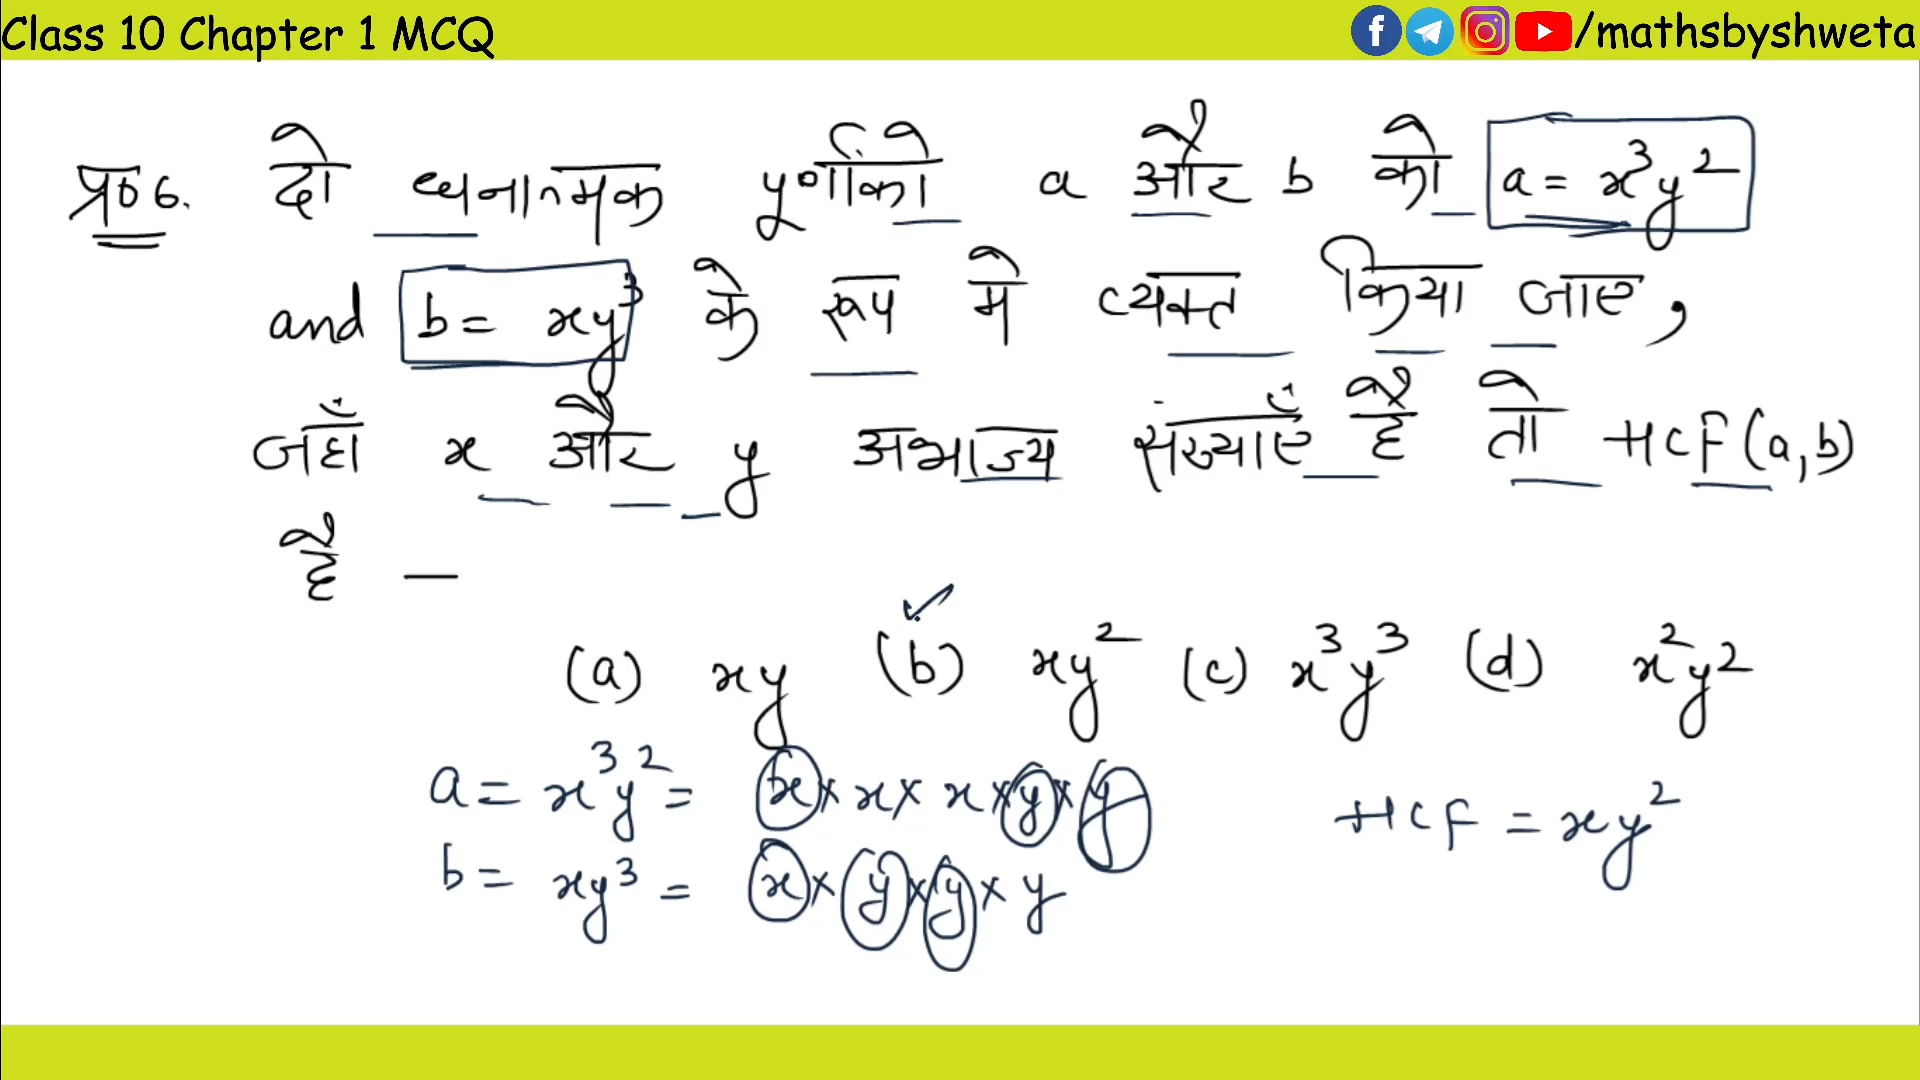 Class 10 Chapter 1 MCQ
/mathsbyshweta
प्र०6. दो धनात्मक पूर्णांको a और b को a = x³y²
and b = xy³ के रूप मे व्यक्त किया जाए,
जहाँ x और y अभाज्य संख्याएँ है तो HCF(a,b)
है —
(a) xy (b) xy² (c) x³y³ (d) x²y²
a = x³y² = x × x × x × y × y
HCF = xy²
b = xy³ = x × y × y × y